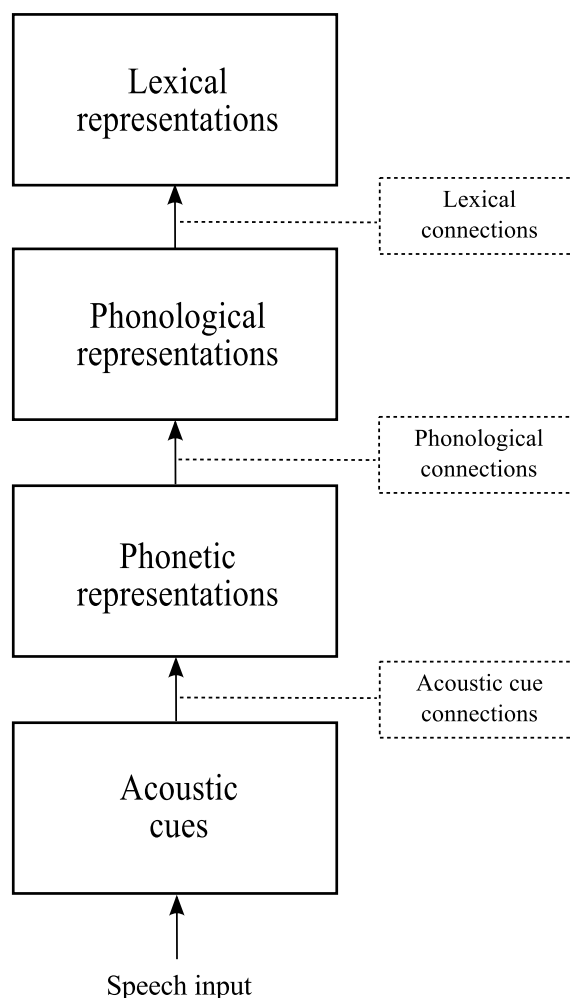 Lexical
representations
Lexical
connections
Phonological
representations
Phonological
connections
Phonetic
representations
Acoustic cue
connections
Acoustic
cues
Speech input